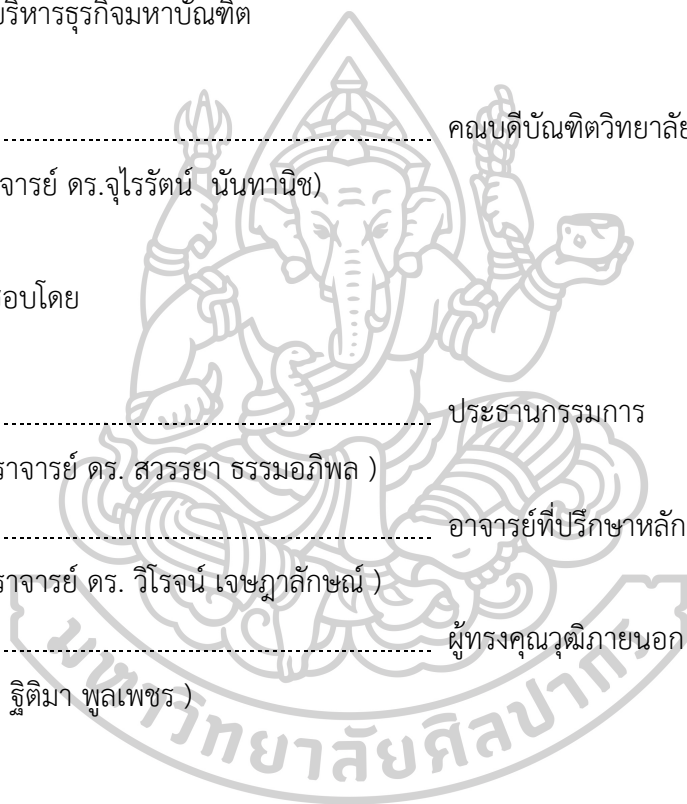 บริหารธุรกิจมหาบัณฑิต
คณบดีบัณฑิตวิทยาลัย
จารย์ ดร.จุไรรัตน์ นันทานิช)
สอบโดย
ประธานกรรมการ
ราจารย์ ดร. สวรรยา ธรรมอภิพล )
อาจารย์ที่ปรึกษาหลัก
ราจารย์ ดร. วิโรจน์ เจษฎาลักษณ์ )
ผู้ทรงคุณวุฒิภายนอก
ฐิติมา พูลเพชร )
มหาวิทยาลัยศิลปากร